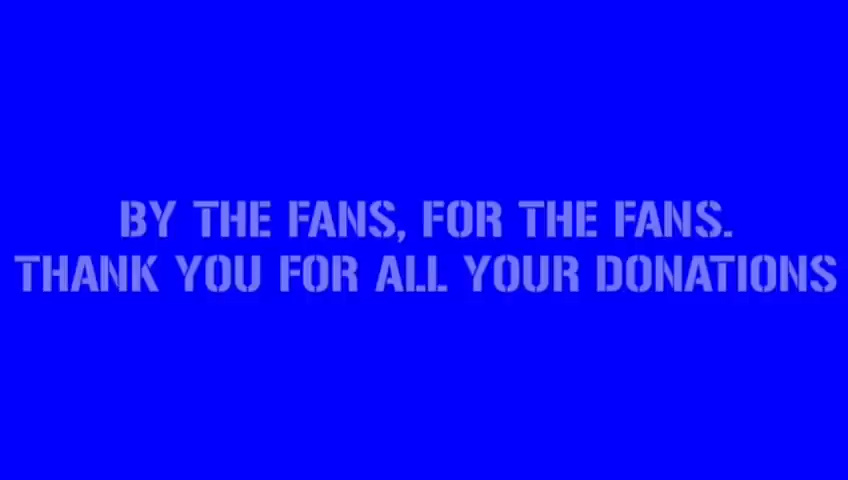 BY THE FANS, FOR THE FANS.
THANK YOU FOR ALL YOUR DONATIONS